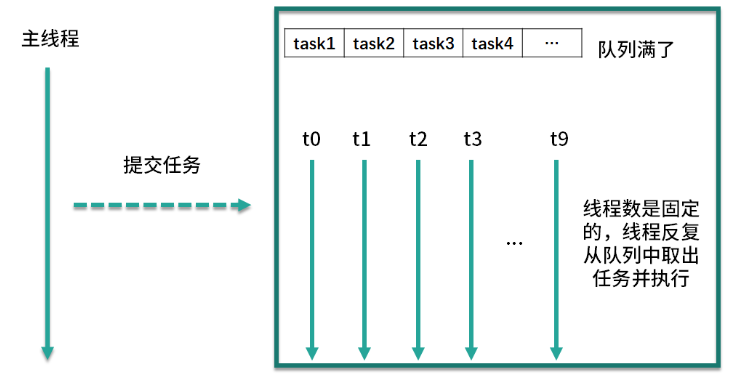 主线程
task1 task2 task3 task4 ...
队列满了
t0 t1 t2 t3 t9
提交任务
...
线程数是固定
的，线程反复
从队列中取出
任务并执行